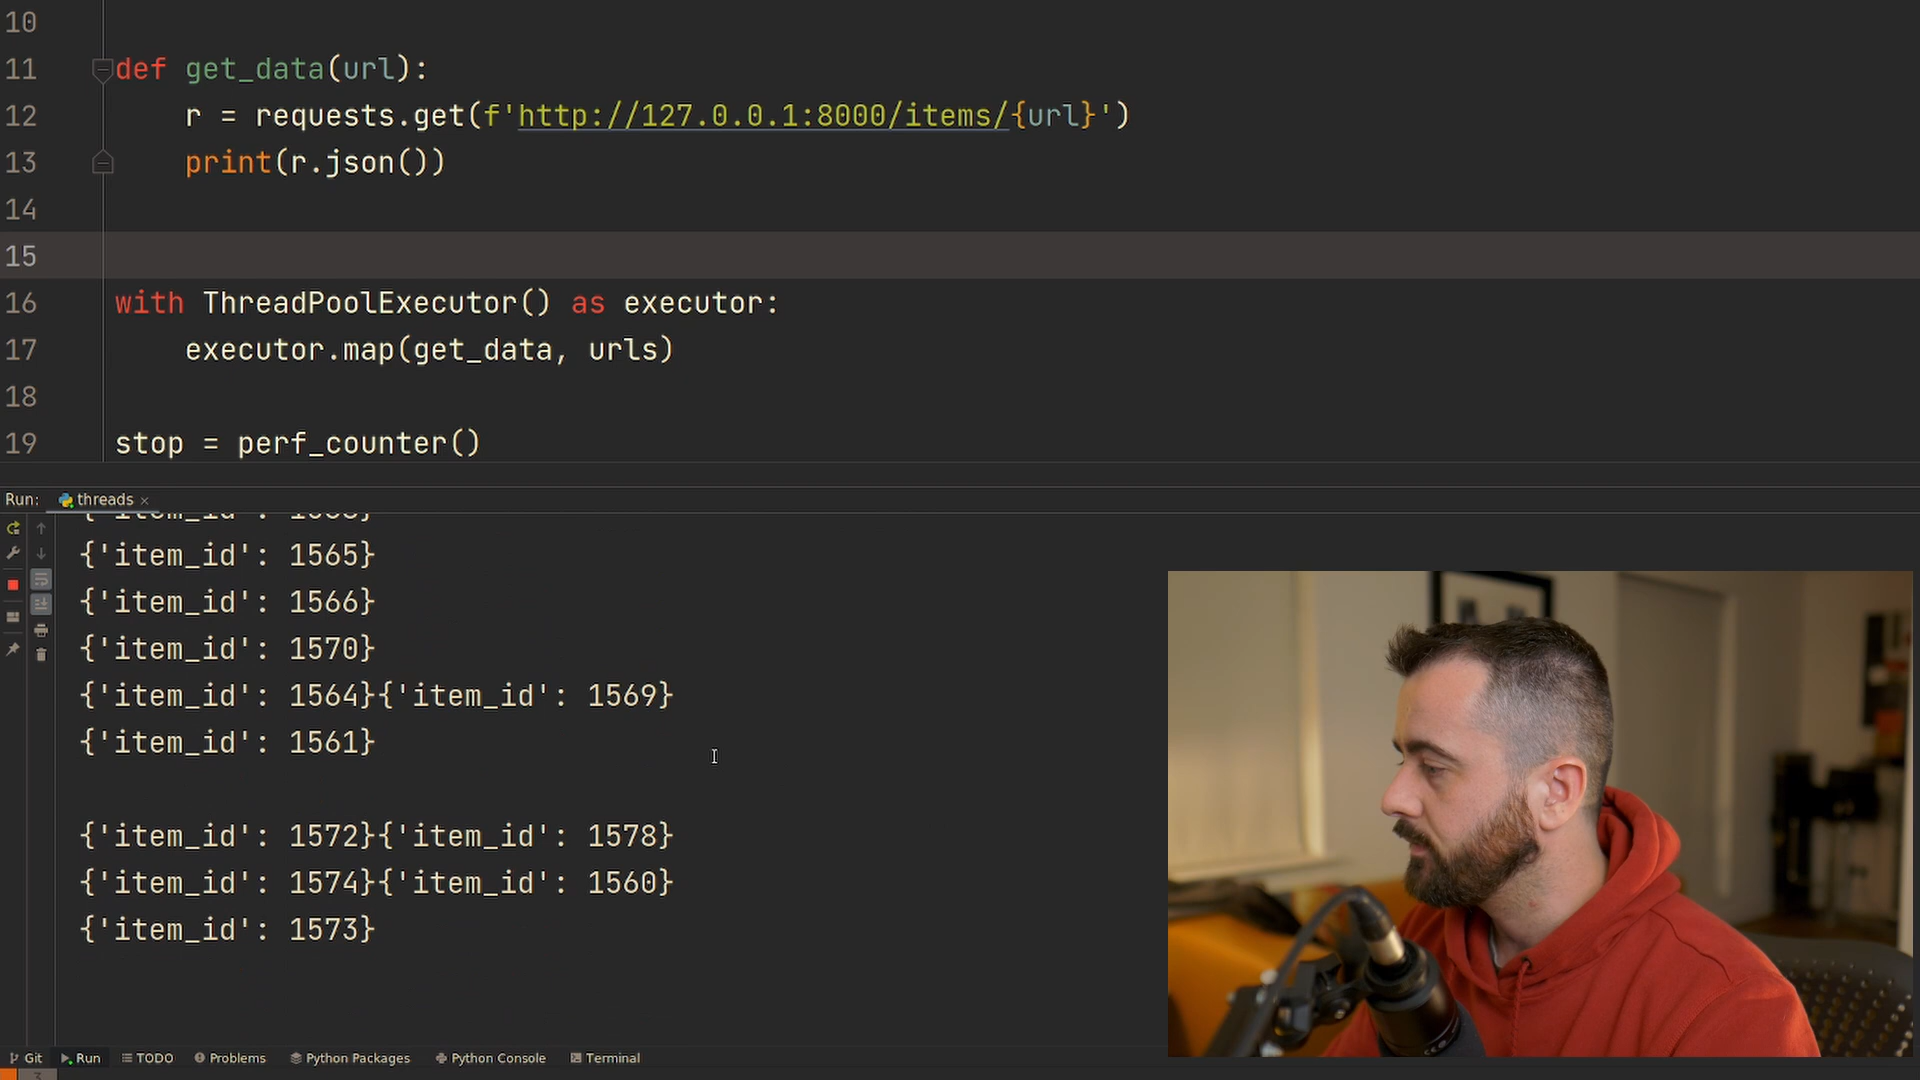 10
11 def get_data(url):
12 r = requests.get(f'http://127.0.0.1:8000/items/{url}')
13 print(r.json())
14
15
16 with ThreadPoolExecutor() as executor:
17 executor.map(get_data, urls)
18
19 stop = perf_counter()
Run: threads ×
{'item_id': 1565}
{'item_id': 1566}
{'item_id': 1570}
{'item_id': 1564}{'item_id': 1569}
{'item_id': 1561}
{'item_id': 1572}{'item_id': 1578}
{'item_id': 1574}{'item_id': 1560}
{'item_id': 1573}
Git Run TODO Problems Python Packages Python Console Terminal